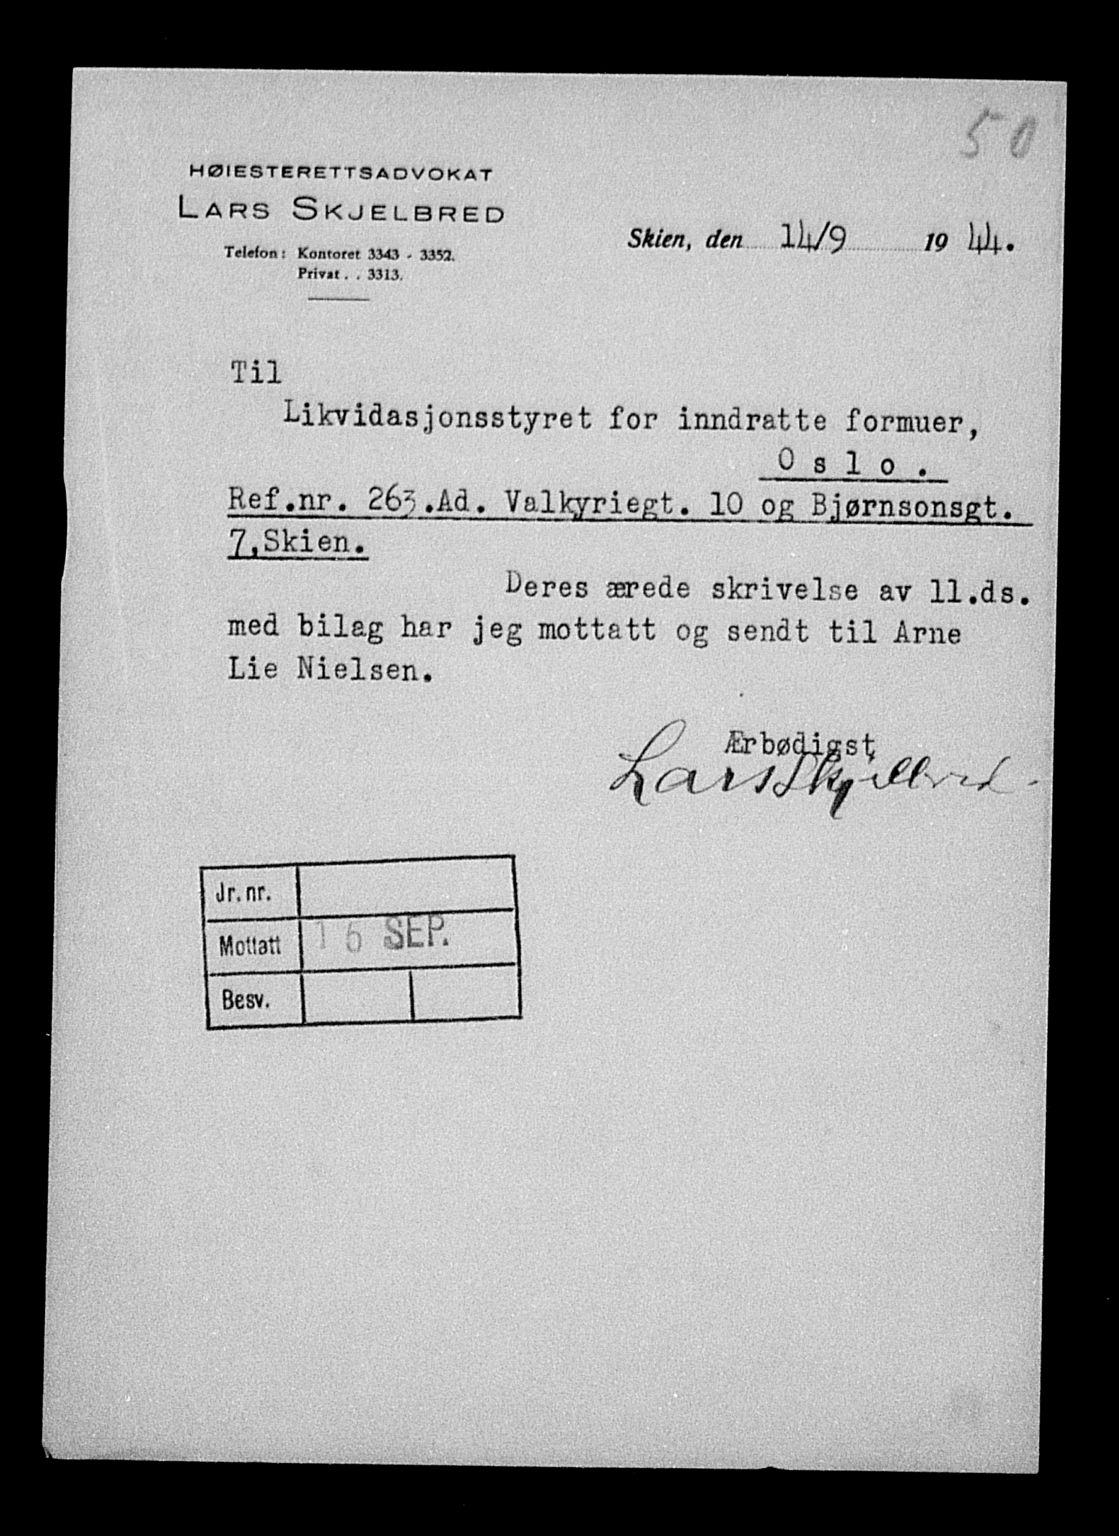 50
HØIESTERETTSADVOKAT
LARS SKJELBRED
Telefon: Kontoret 3343 - 3352.
Privat . . 3313.
Skien, den 14/9 19 44.
Til
Likvidasjonsstyret for inndratte formuer,
Oslo.
Ref.nr. 263.Ad. Valkyriegt. 10 og Bjørnsonsgt.
7,Skien.
Deres ærede skrivelse av 11.ds.
med bilag har jeg mottatt og sendt til Arne
Lie Nielsen.
Ærbødigst
Lars Skjelbred
Jr. nr.
Mottatt 16 SEP.
Besv.